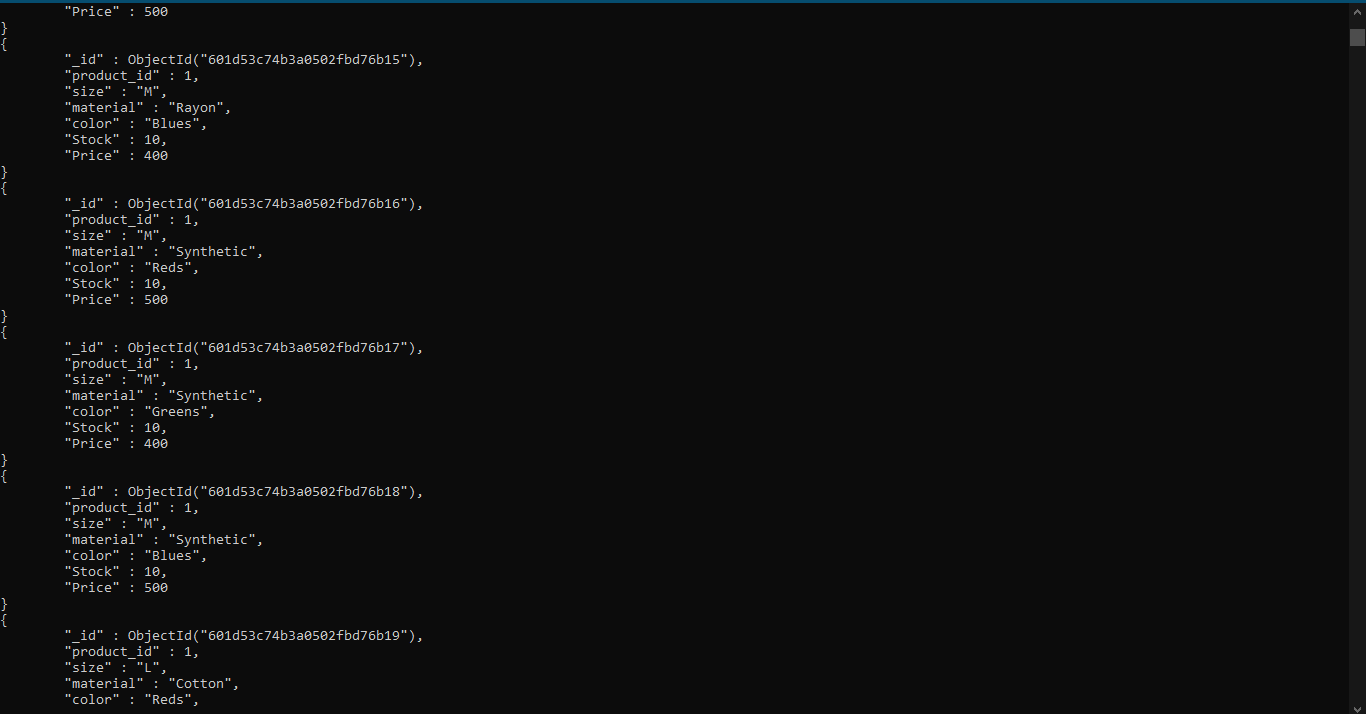 "Price" : 500
}
{
"_id" : ObjectId("601d53c74b3a0502fbd76b15"),
"product_id" : 1,
"size" : "M",
"material" : "Rayon",
"color" : "Blues",
"Stock" : 10,
"Price" : 400
}
{
"_id" : ObjectId("601d53c74b3a0502fbd76b16"),
"product_id" : 1,
"size" : "M",
"material" : "Synthetic",
"color" : "Reds",
"Stock" : 10,
"Price" : 500
}
{
"_id" : ObjectId("601d53c74b3a0502fbd76b17"),
"product_id" : 1,
"size" : "M",
"material" : "Synthetic",
"color" : "Greens",
"Stock" : 10,
"Price" : 400
}
{
"_id" : ObjectId("601d53c74b3a0502fbd76b18"),
"product_id" : 1,
"size" : "M",
"material" : "Synthetic",
"color" : "Blues",
"Stock" : 10,
"Price" : 500
}
{
"_id" : ObjectId("601d53c74b3a0502fbd76b19"),
"product_id" : 1,
"size" : "L",
"material" : "Cotton",
"color" : "Reds",